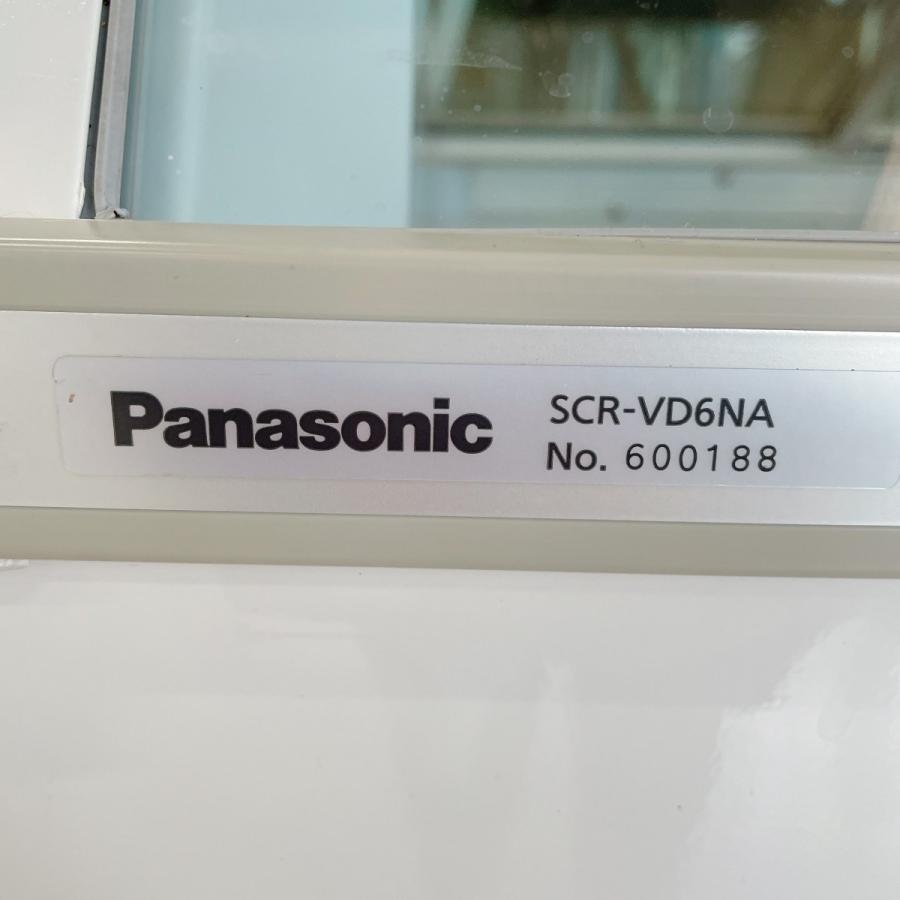 Panasonic
SCR-VD6NA
No. 600188